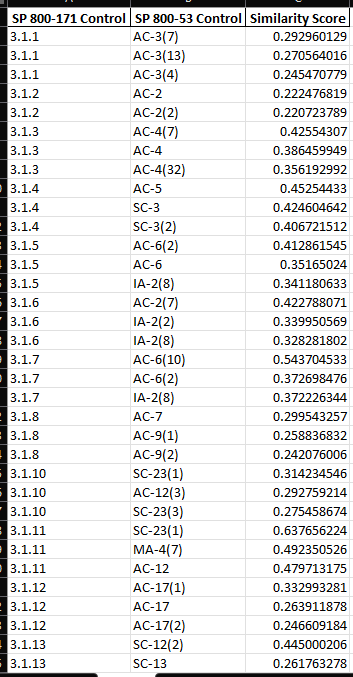 SP 800-171 Control SP 800-53 Control Similarity Score
3.1.1 AC-3(7) 0.292960129
3.1.1 AC-3(13) 0.270564016
3.1.1 AC-3(4) 0.245470779
3.1.2 AC-2 0.222476819
3.1.2 AC-2(2) 0.220723789
3.1.3 AC-4(7) 0.42554307
3.1.3 AC-4 0.386459949
3.1.3 AC-4(32) 0.356192992
3.1.4 AC-5 0.45254433
3.1.4 SC-3 0.424604642
3.1.4 SC-3(2) 0.406721512
3.1.5 AC-6(2) 0.412861545
3.1.5 AC-6 0.35165024
3.1.5 IA-2(8) 0.341180633
3.1.6 AC-2(7) 0.422788071
3.1.6 IA-2(2) 0.339950569
3.1.6 IA-2(8) 0.328281802
3.1.7 AC-6(10) 0.543704533
3.1.7 AC-6(2) 0.372698476
3.1.7 IA-2(8) 0.372226344
3.1.8 AC-7 0.299543257
3.1.8 AC-9(1) 0.258836832
3.1.8 AC-9(2) 0.242076006
3.1.10 SC-23(1) 0.314234546
3.1.10 AC-12(3) 0.292759214
3.1.10 SC-23(3) 0.275458674
3.1.11 SC-23(1) 0.637656224
3.1.11 MA-4(7) 0.492350526
3.1.11 AC-12 0.479713175
3.1.12 AC-17(1) 0.332993281
3.1.12 AC-17 0.263911878
3.1.12 AC-17(2) 0.246609184
3.1.13 SC-12(2) 0.445000206
3.1.13 SC-13 0.261763278